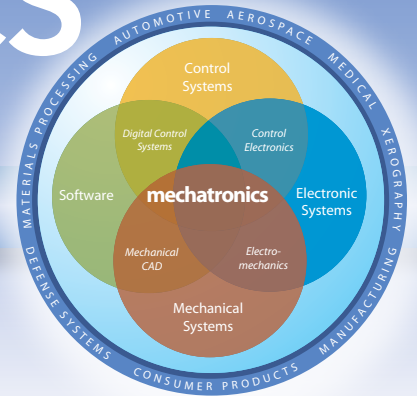 CS
MATERIALS PROCESSING AUTOMOTIVE AEROSPACE MEDICAL XEROGRAPHY
Control
Systems
Digital Control
Systems
Control
Electronics
Software
mechatronics
Electronic
Systems
Mechanical
CAD
Electro-
mechanics
Mechanical
Systems
DEFENSE SYSTEMS CONSUMER PRODUCTS MANUFACTURING